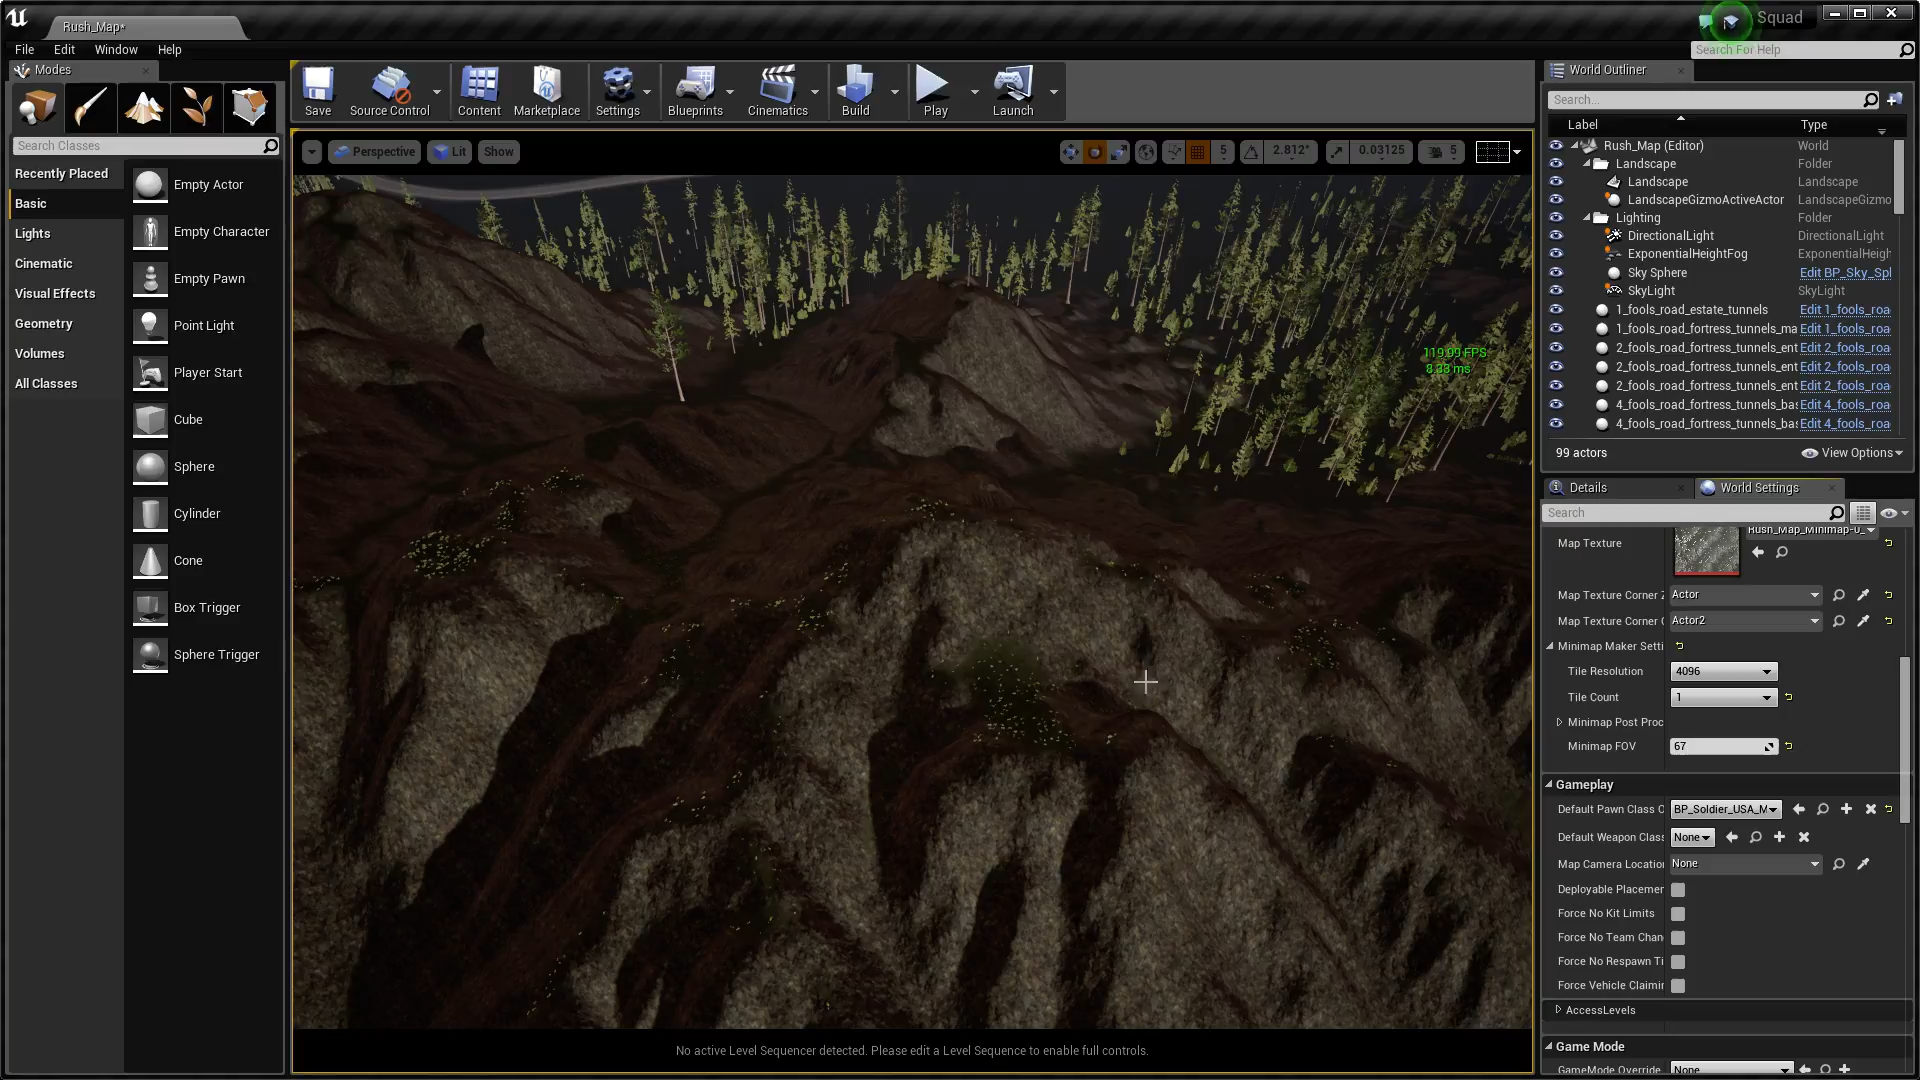 Rush_Map*
Squad
File Edit Window Help
Search For Help
Modes
Save
Source Control
Content
Marketplace
Settings
Blueprints
Cinematics
Build
Play
Launch
World Outliner
Search...
Label Type
Search Classes
Recently Placed
Basic
Lights
Cinematic
Visual Effects
Geometry
Volumes
All Classes
Empty Actor
Empty Character
Empty Pawn
Point Light
Player Start
Cube
Sphere
Cylinder
Cone
Box Trigger
Sphere Trigger
Perspective Lit Show
5 2.812° 0.03125 5
119.99 FPS
8.33 ms
No active Level Sequencer detected. Please edit a Level Sequence to enable full controls.
Rush_Map (Editor) World
Landscape Folder
Landscape Landscape
LandscapeGizmoActiveActor LandscapeGizmo
Lighting Folder
DirectionalLight DirectionalLight
ExponentialHeightFog ExponentialHeigh
Sky Sphere Edit BP_Sky_Spl
SkyLight SkyLight
1_fools_road_estate_tunnels Edit 1_fools_roa
1_fools_road_fortress_tunnels_ma Edit 1_fools_roa
2_fools_road_fortress_tunnels_ent Edit 2_fools_roa
2_fools_road_fortress_tunnels_ent Edit 2_fools_roa
2_fools_road_fortress_tunnels_ent Edit 2_fools_roa
4_fools_road_fortress_tunnels_bas Edit 4_fools_roa
4_fools_road_fortress_tunnels_bas Edit 4_fools_roa
99 actors View Options
Details World Settings
Search
Map Texture Rush_Map_Minimap-0_
Map Texture Corner Actor
Map Texture Corner Actor2
Minimap Maker Setti
Tile Resolution 4096
Tile Count 1
Minimap Post Proc
Minimap FOV 67
Gameplay
Default Pawn Class O BP_Soldier_USA_M
Default Weapon Class None
Map Camera Location None
Deployable Placemen
Force No Kit Limits
Force No Team Chan
Force No Respawn Ti
Force Vehicle Claimin
AccessLevels
Game Mode
GameMode Override None